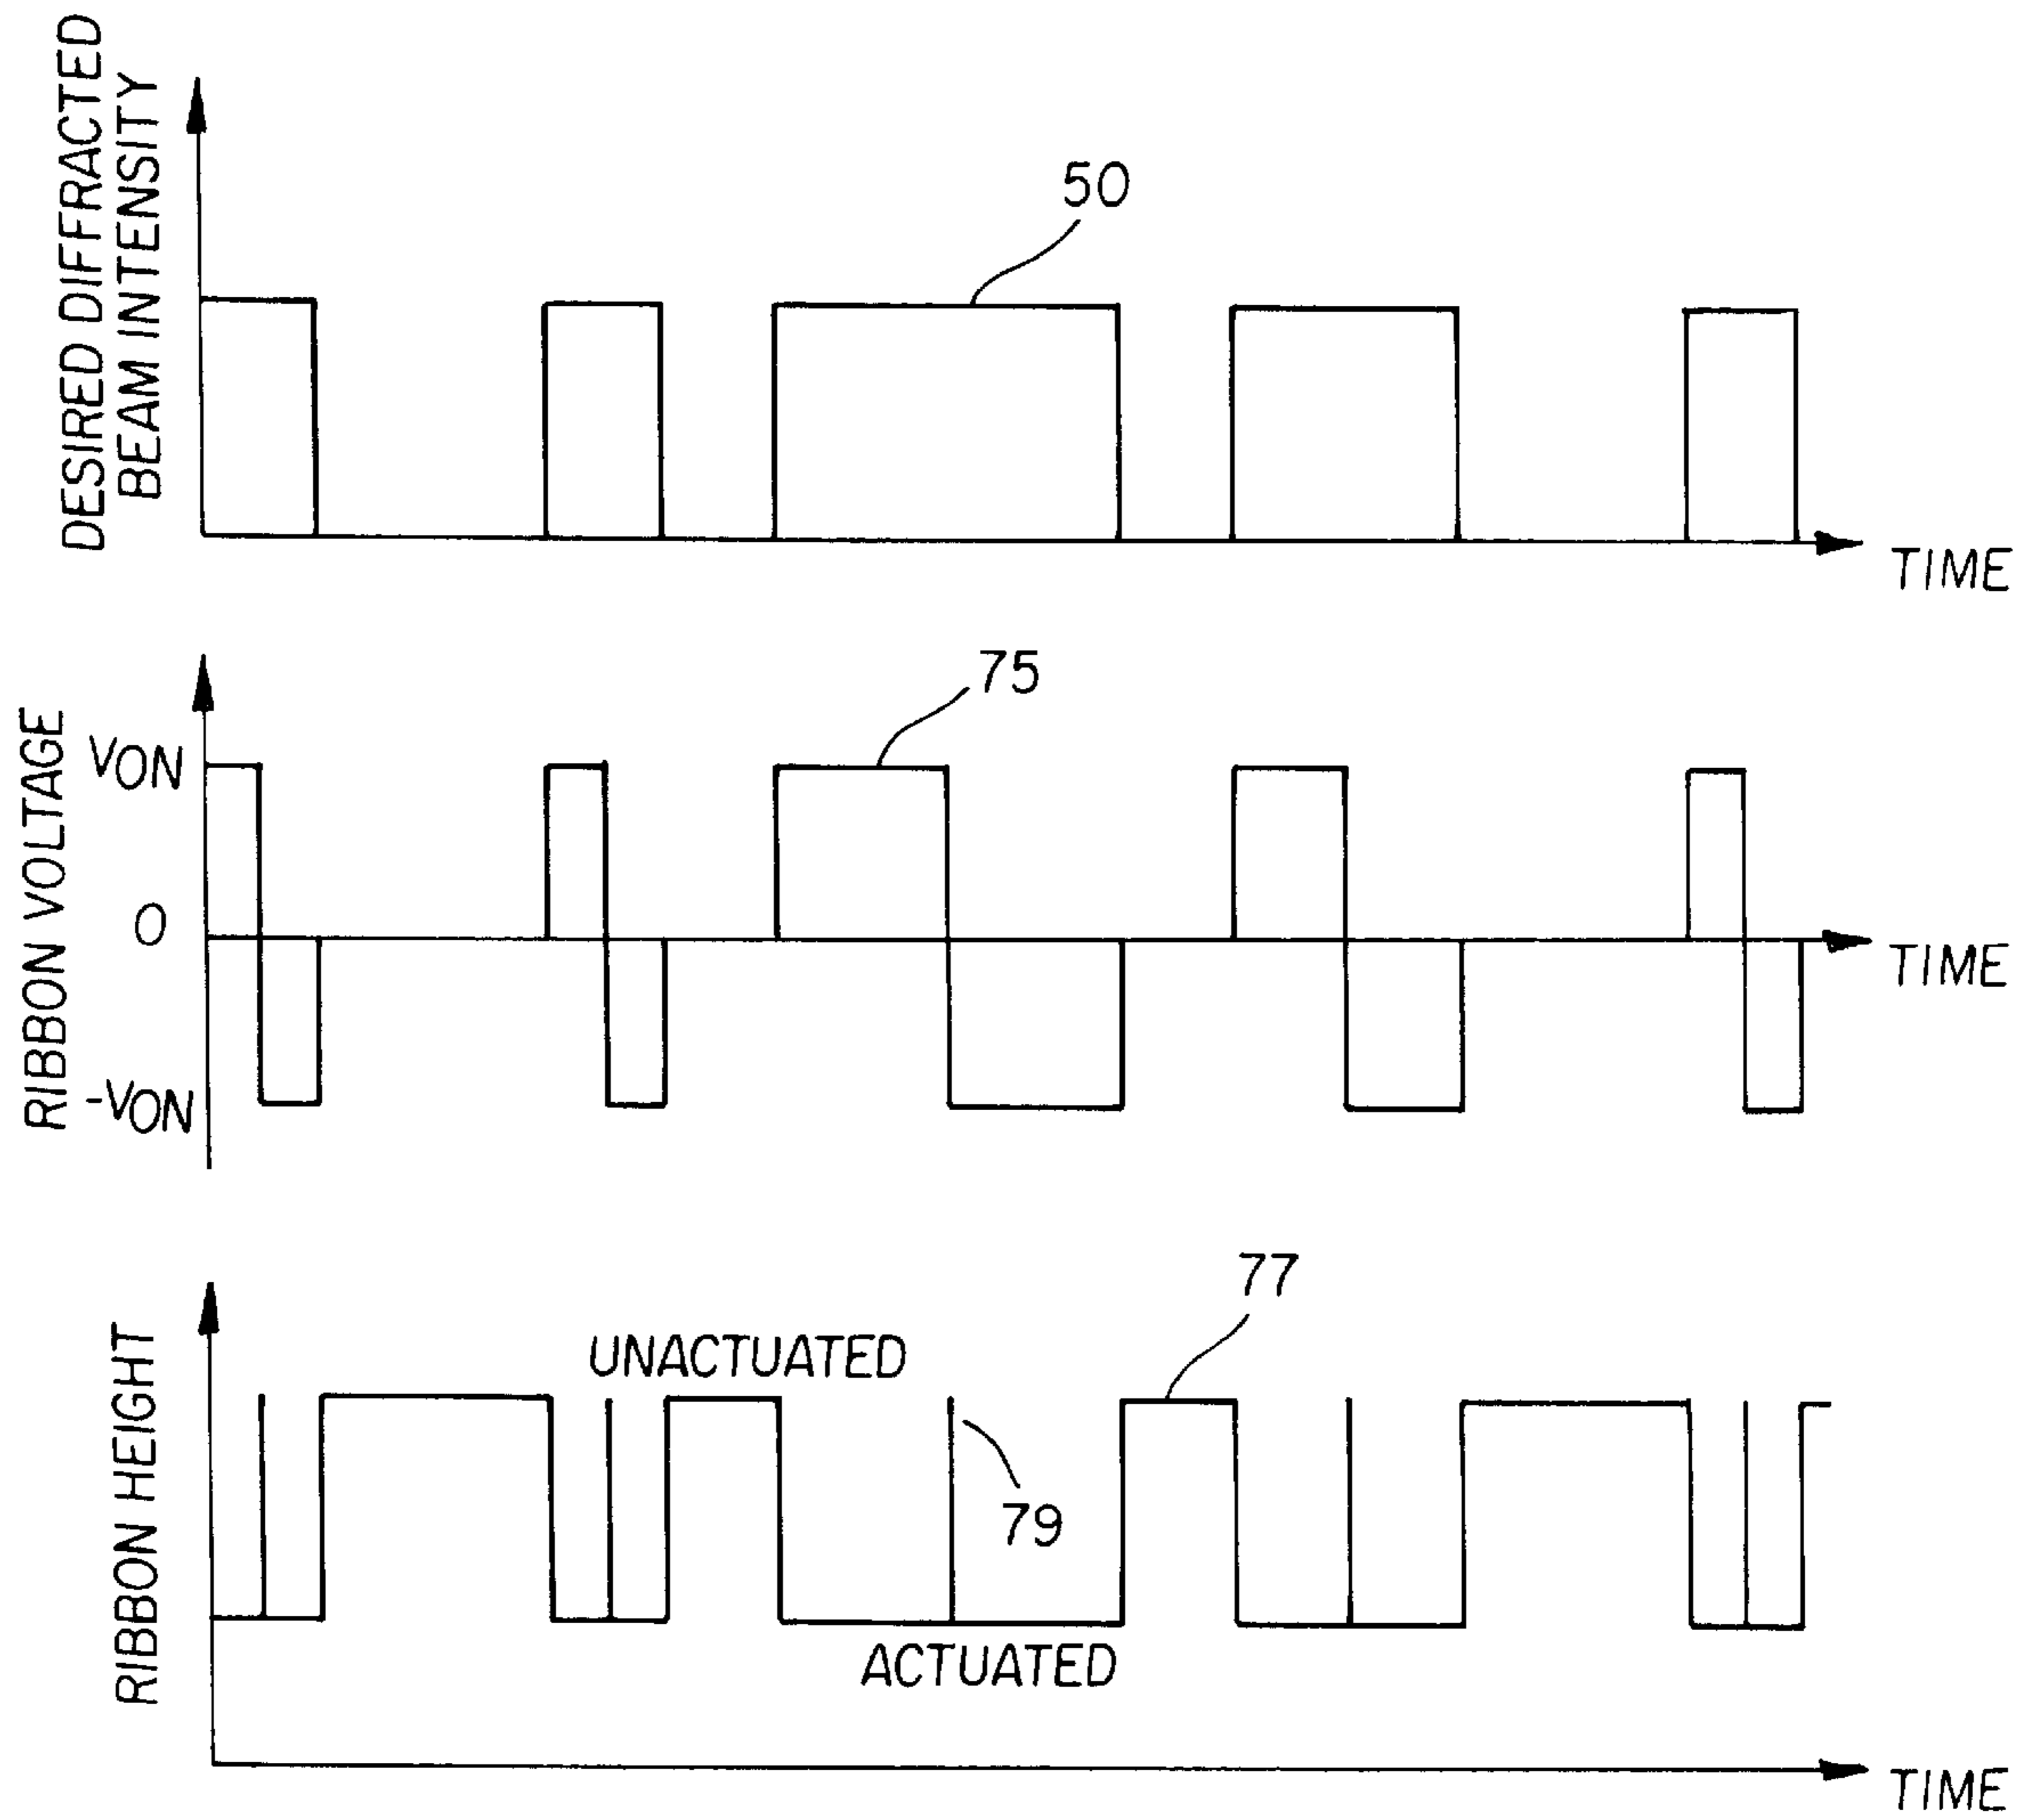 DESIRED DIFFRACTED
BEAM INTENSITY
50
TIME
RIBBON VOLTAGE
VON
0
-VON
75
TIME
RIBBON HEIGHT
UNACTUATED
77
79
ACTUATED
TIME